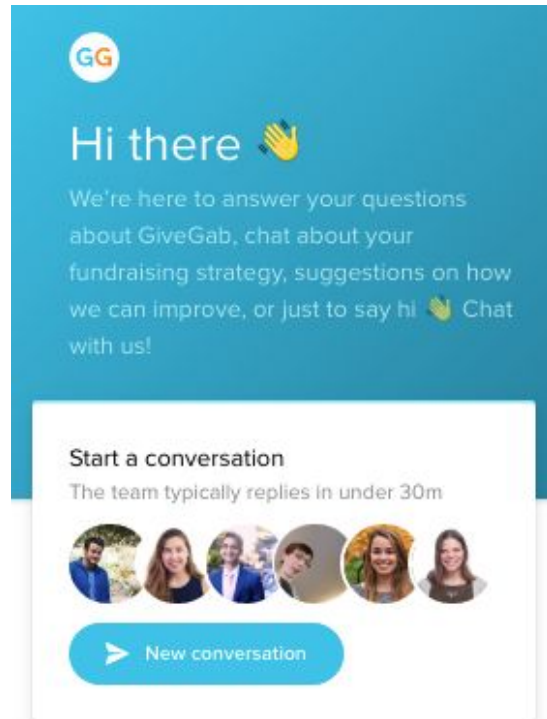 GG
Hi there 👋
We're here to answer your questions
about GiveGab, chat about your
fundraising strategy, suggestions on how
we can improve, or just to say hi 👋 Chat
with us!
Start a conversation
The team typically replies in under 30m
New conversation